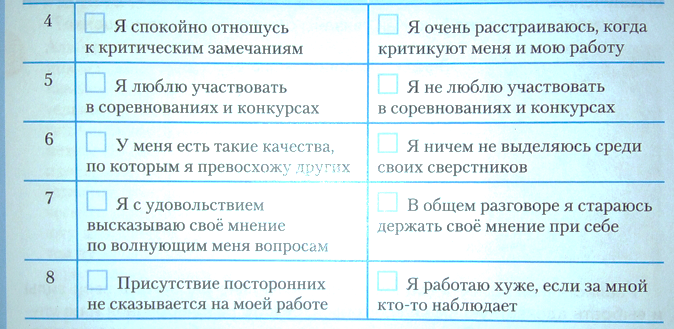 4
Я спокойно отношусь
к критическим замечаниям
Я очень расстраиваюсь, когда
критикуют меня и мою работу
5
Я люблю участвовать
в соревнованиях и конкурсах
Я не люблю участвовать
в соревнованиях и конкурсах
6
У меня есть такие качества,
по которым я превосхожу других
Я ничем не выделяюсь среди
своих сверстников
7
Я с удовольствием
высказываю своё мнение
по волнующим меня вопросам
В общем разговоре я стараюсь
держать своё мнение при себе
8
Присутствие посторонних
не сказывается на моей работе
Я работаю хуже, если за мной
кто-то наблюдает